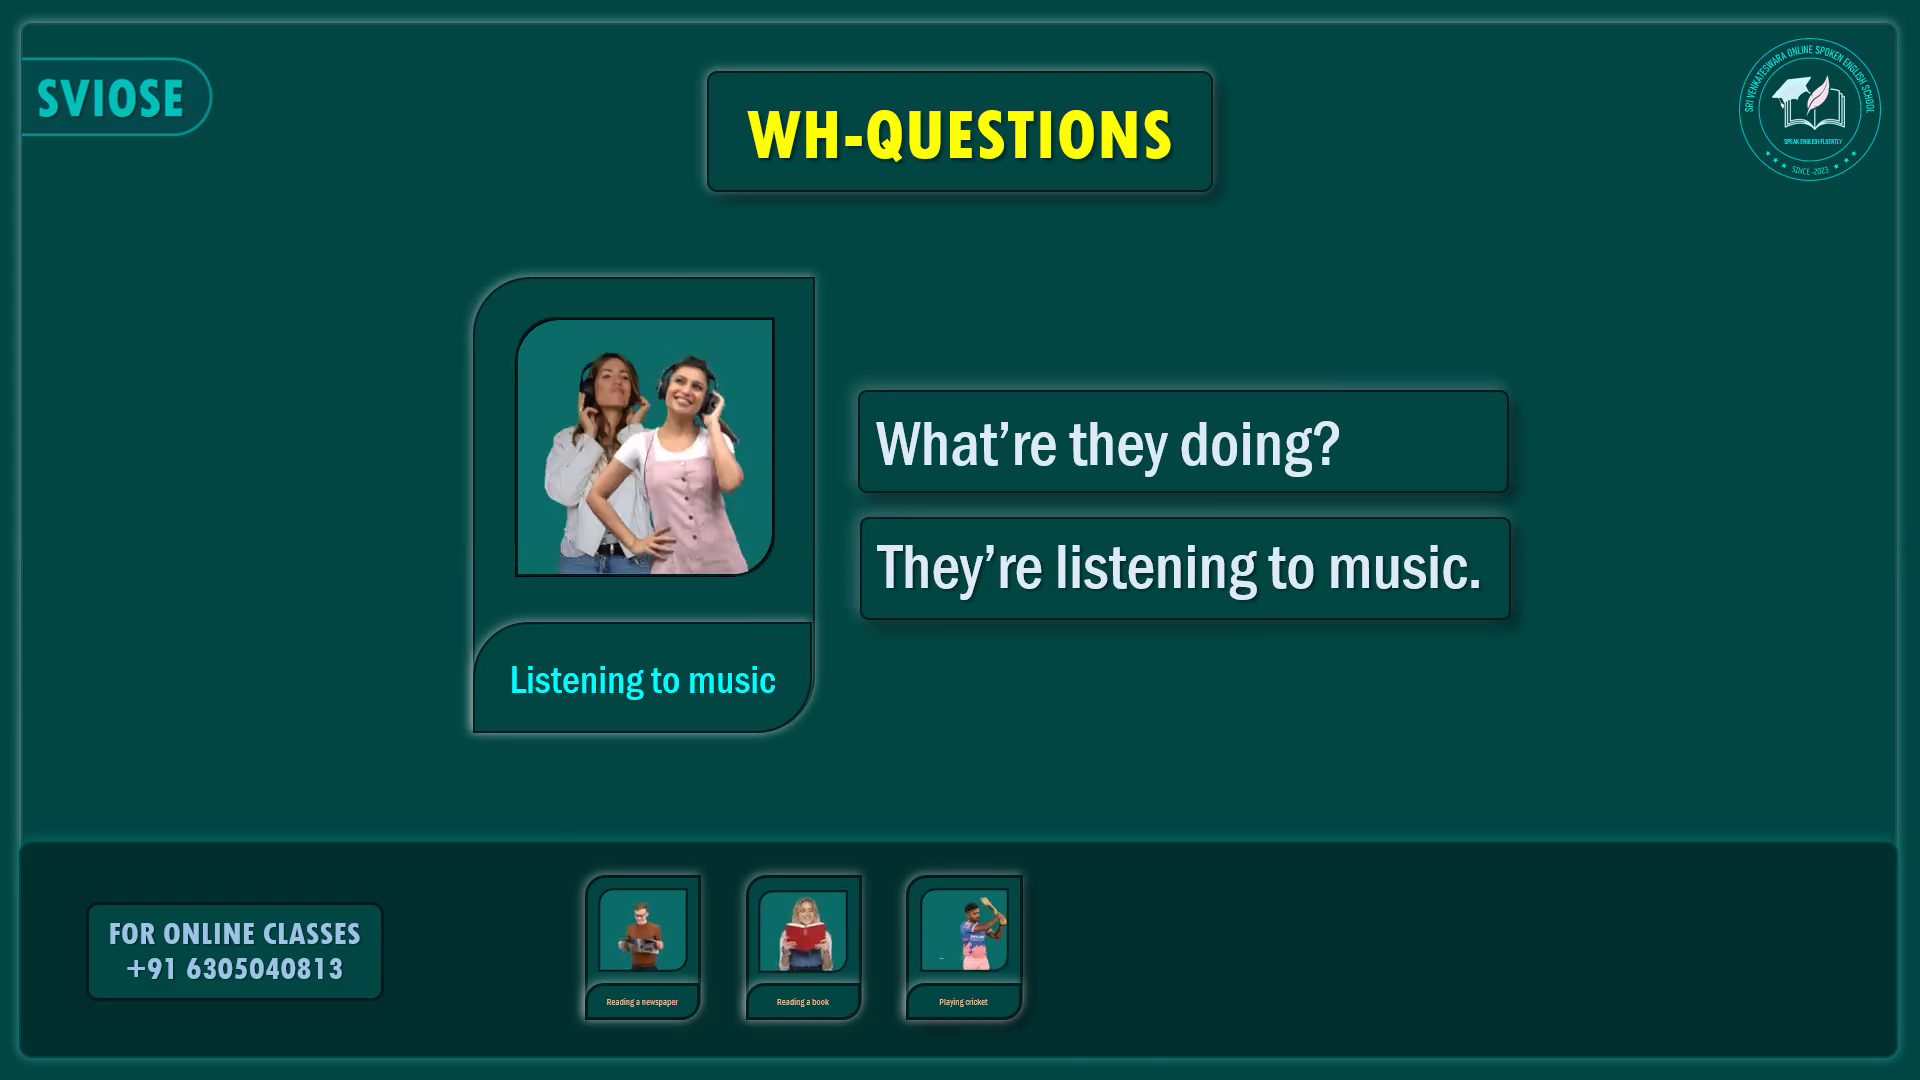 SVIOSE
WH-QUESTIONS
SRI VENKATESWARA ONLINE SPOKEN ENGLISH SCHOOL
SPEAK ENGLISH FLUENTLY
SINCE -2023
What’re they doing?
They’re listening to music.
Listening to music
FOR ONLINE CLASSES
+91 6305040813
Reading a newspaper
Reading a book
Playing cricket